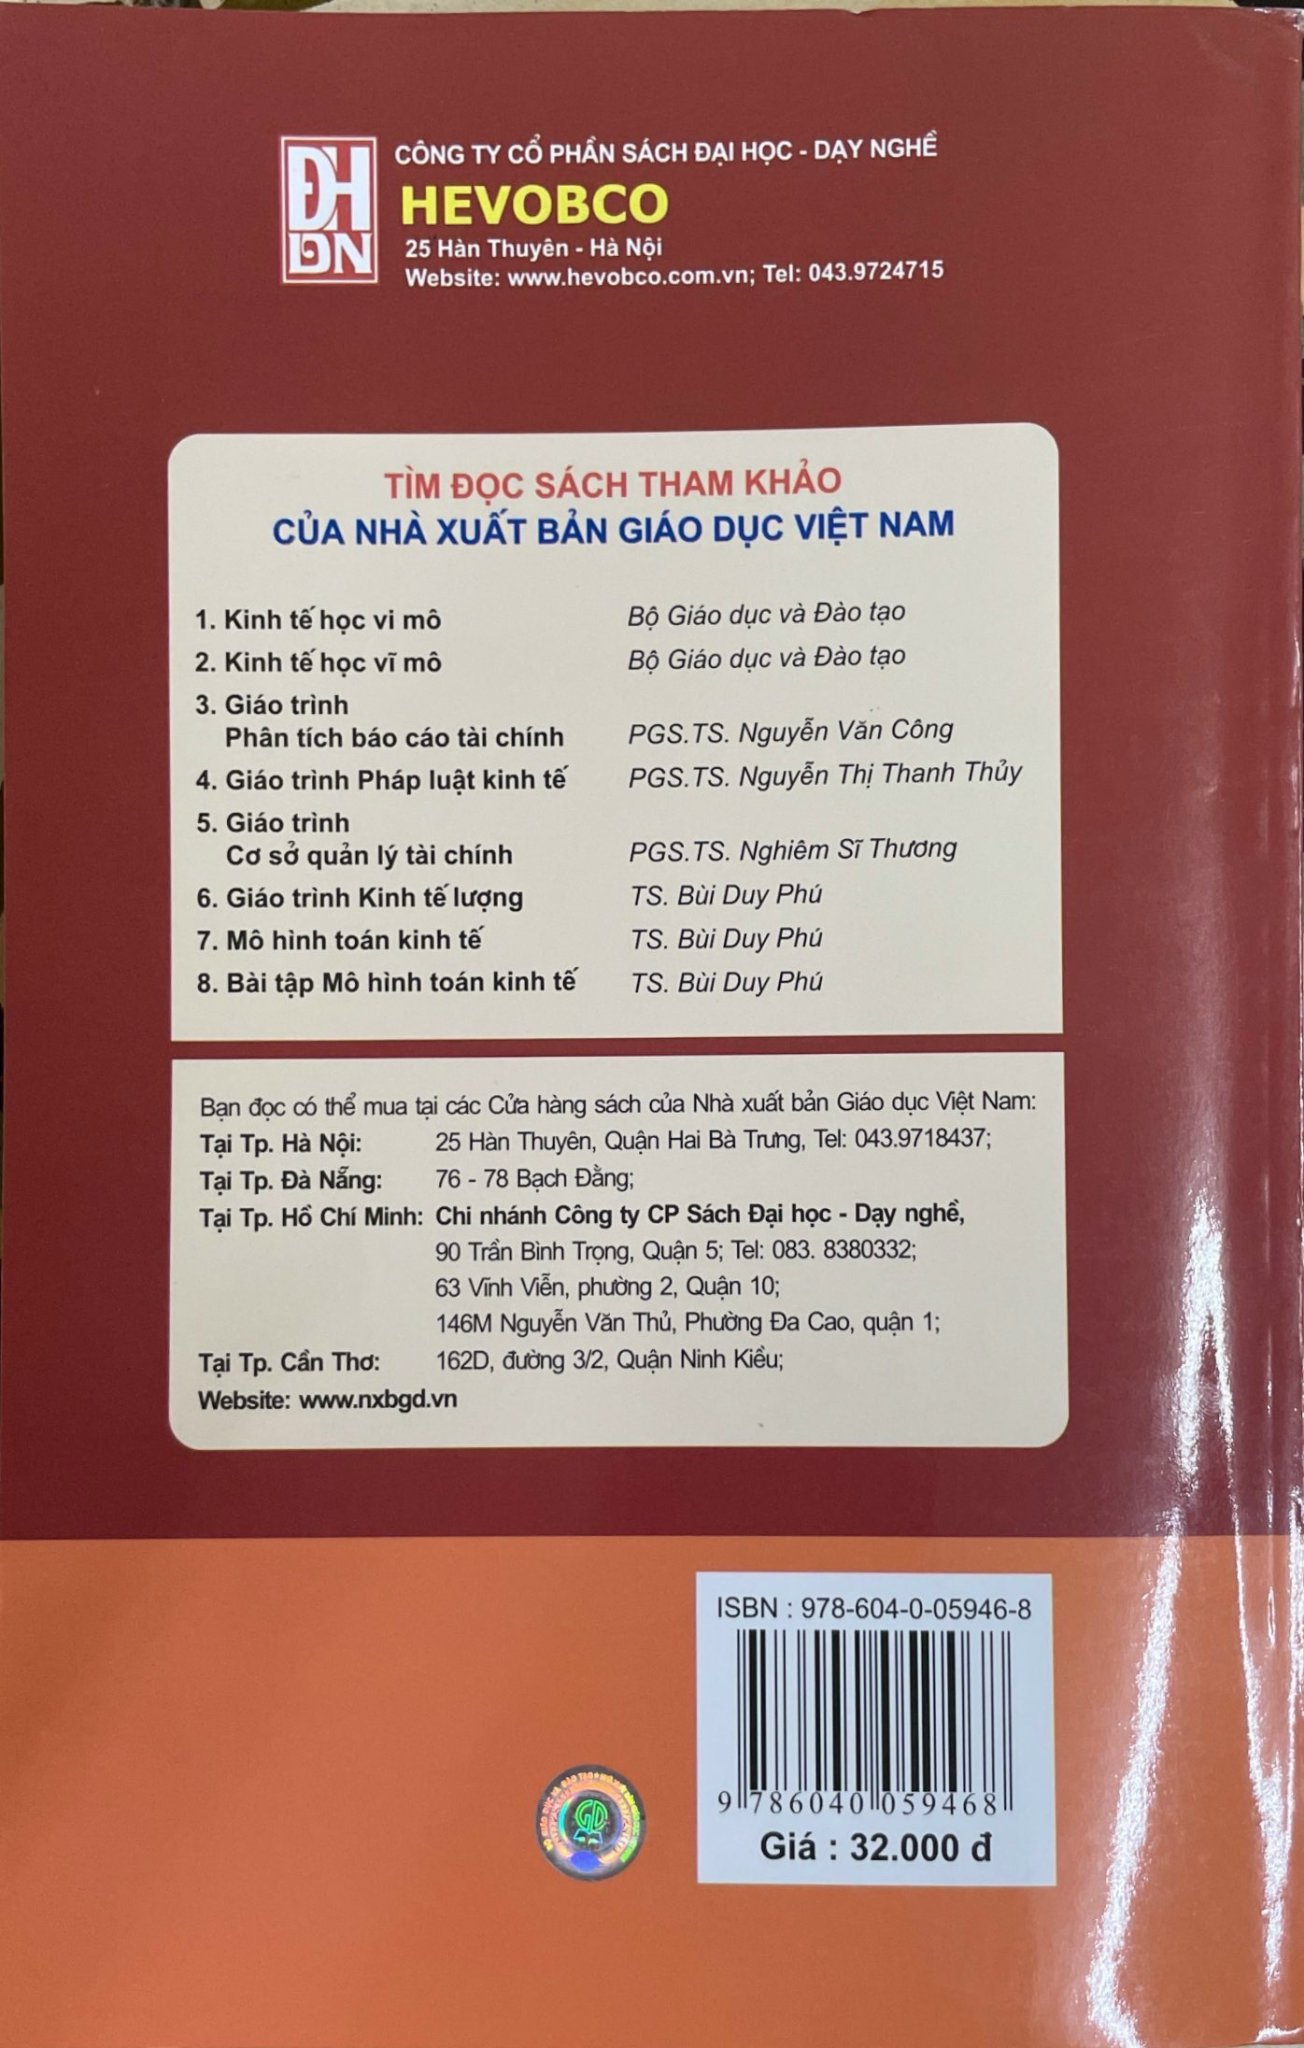 ĐH
DN
CÔNG TY CỔ PHẦN SÁCH ĐẠI HỌC - DẠY NGHỀ
HEVOBCO
25 Hàn Thuyên - Hà Nội
Website: www.hevobco.com.vn; Tel: 043.9724715
TÌM ĐỌC SÁCH THAM KHẢO
CỦA NHÀ XUẤT BẢN GIÁO DỤC VIỆT NAM
1. Kinh tế học vi mô Bộ Giáo dục và Đào tạo
2. Kinh tế học vĩ mô Bộ Giáo dục và Đào tạo
3. Giáo trình
Phân tích báo cáo tài chính PGS.TS. Nguyễn Văn Công
4. Giáo trình Pháp luật kinh tế PGS.TS. Nguyễn Thị Thanh Thủy
5. Giáo trình
Cơ sở quản lý tài chính PGS.TS. Nghiêm Sĩ Thương
6. Giáo trình Kinh tế lượng TS. Bùi Duy Phú
7. Mô hình toán kinh tế TS. Bùi Duy Phú
8. Bài tập Mô hình toán kinh tế TS. Bùi Duy Phú
Bạn đọc có thể mua tại các Cửa hàng sách của Nhà xuất bản Giáo dục Việt Nam:
Tại Tp. Hà Nội: 25 Hàn Thuyên, Quận Hai Bà Trưng, Tel: 043.9718437;
Tại Tp. Đà Nẵng: 76 - 78 Bạch Đằng;
Tại Tp. Hồ Chí Minh: Chi nhánh Công ty CP Sách Đại học - Dạy nghề,
90 Trần Bình Trọng, Quận 5; Tel: 083. 8380332;
63 Vĩnh Viễn, phường 2, Quận 10;
146M Nguyễn Văn Thủ, Phường Đa Cao, quận 1;
Tại Tp. Cần Thơ: 162D, đường 3/2, Quận Ninh Kiều;
Website: www.nxbgd.vn
ISBN : 978-604-0-05946-8
9 786040 059468
Giá : 32.000 đ